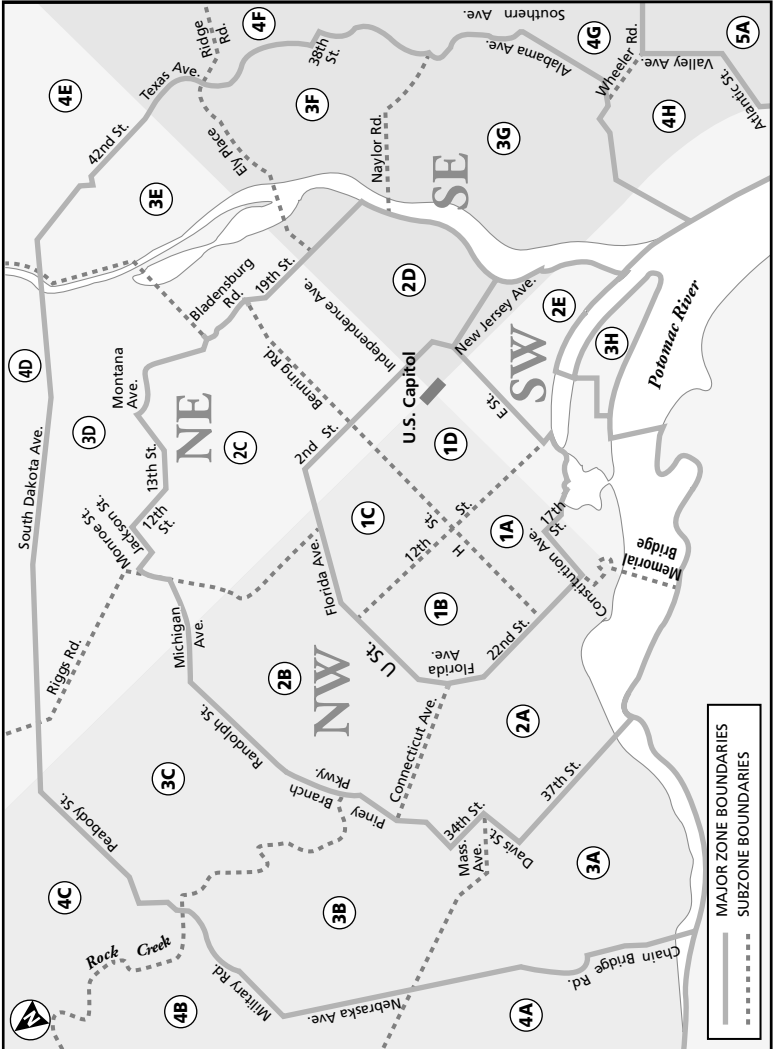 N
4B
Rock
Creek
4C
Peabody St.
Military Rd.
3C
Riggs Rd.
South Dakota Ave.
4D
3D
Monroe St.
Jackson St.
12th
St.
13th St.
Montana
Ave.
Michigan
Ave.
Randolph St.
NE
2C
Bladensburg
Rd.
19th St.
3E
42nd St.
4E
Texas Ave.
Ridge
Rd.
4F
38th
St.
3F
Ely Place
Naylor Rd.
Alabama Ave.
Southern Ave.
4G
Wheeler Rd.
Valley Ave.
5A
Atlantic St.
4H
3G
SE
Nebraska Ave.
3B
Piney
Branch
Pkwy.
2B
NW
Florida Ave.
U St.
1C
2nd St.
Benning Rd.
Independence Ave.
2D
U.S. Capitol
New Jersey Ave.
2E
SW
E St.
1D
12th St.
H St.
1A
17th
St.
1B
Constitution Ave.
22nd St.
Florida
Ave.
Connecticut Ave.
2A
34th St.
Mass.
Ave.
Davis St.
37th St.
3A
4A
Chain Bridge Rd.
Memorial
Bridge
3H
Potomac River
MAJOR ZONE BOUNDARIES
SUBZONE BOUNDARIES